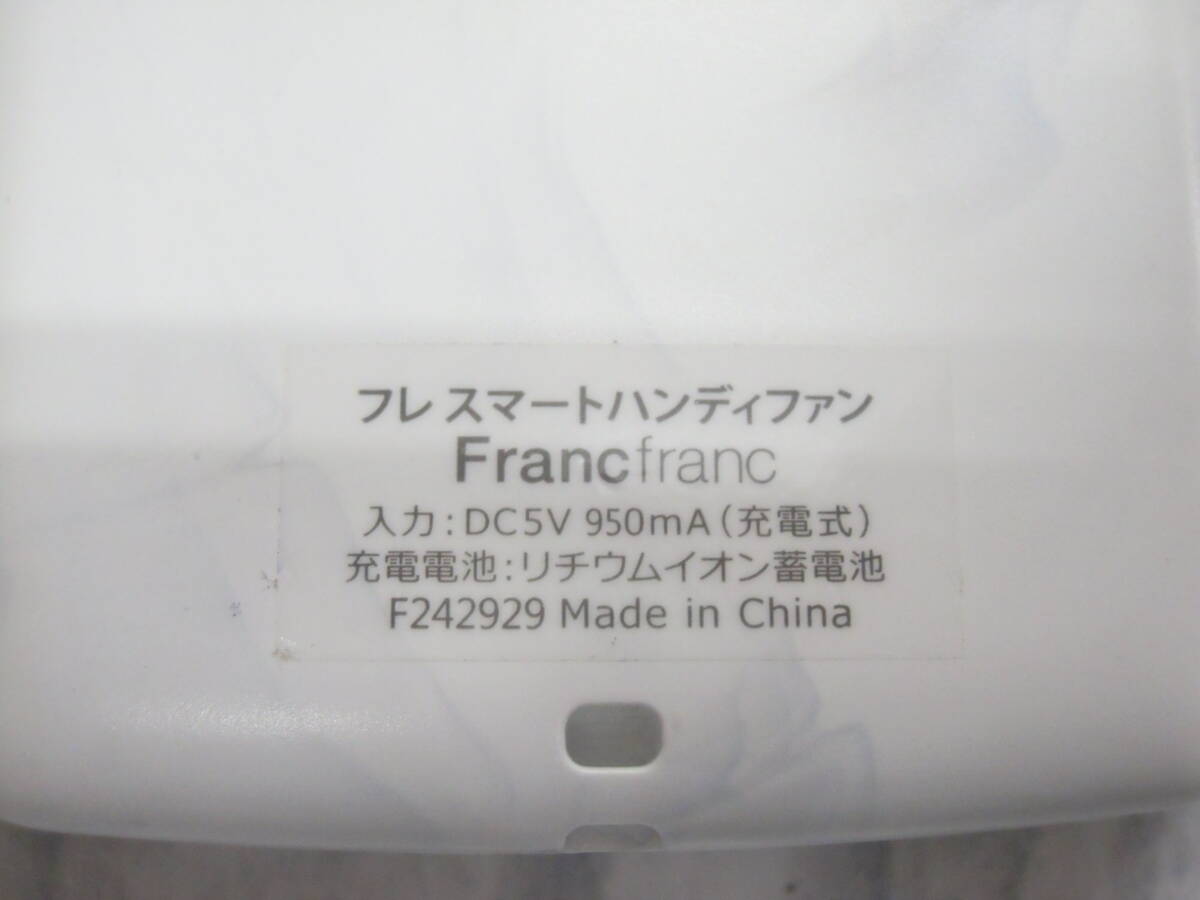 フレ スマートハンディファン
Francfranc
入力:DC5V 950mA(充電式)
充電電池:リチウムイオン蓄電池
F242929 Made in China